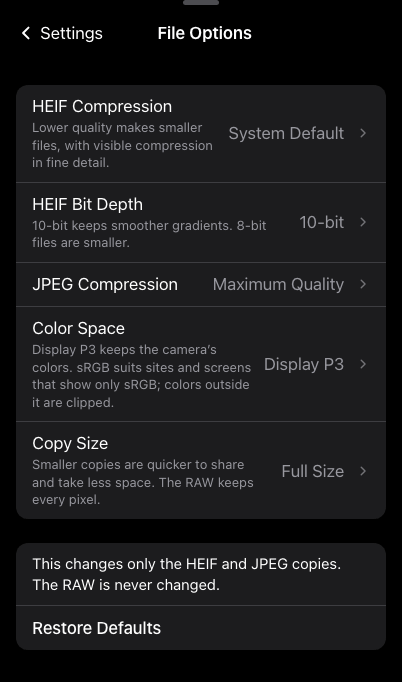 Settings
File Options
HEIF Compression
Lower quality makes smaller
files, with visible compression
in fine detail.
System Default
HEIF Bit Depth
10-bit keeps smoother gradients. 8-bit
files are smaller.
10-bit
JPEG Compression
Maximum Quality
Color Space
Display P3 keeps the camera's
colors. sRGB suits sites and screens
that show only sRGB; colors outside
it are clipped.
Display P3
Copy Size
Smaller copies are quicker to share
and take less space. The RAW keeps
every pixel.
Full Size
This changes only the HEIF and JPEG copies.
The RAW is never changed.
Restore Defaults